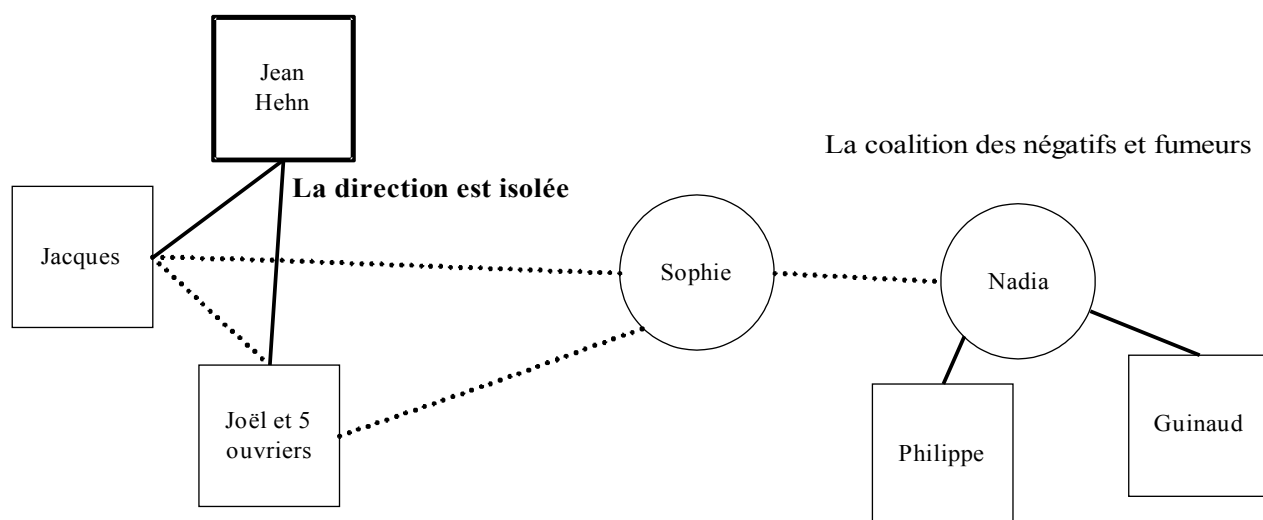 Jean
Hehn
La coalition des négatifs et fumeurs
La direction est isolée
Jacques
Sophie
Nadia
Joël et 5
ouvriers
Philippe
Guinaud